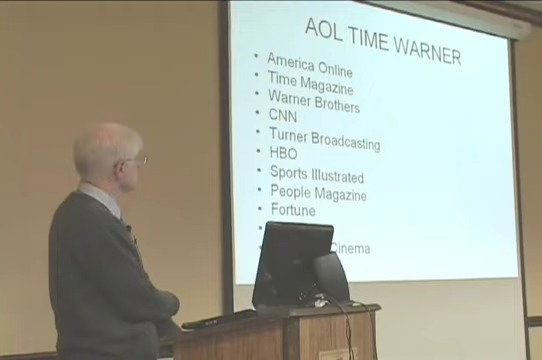 AOL TIME WARNER
• America Online
• Time Magazine
• Warner Brothers
• CNN
• Turner Broadcasting
• HBO
• Sports Illustrated
• People Magazine
• Fortune
•
Cinema